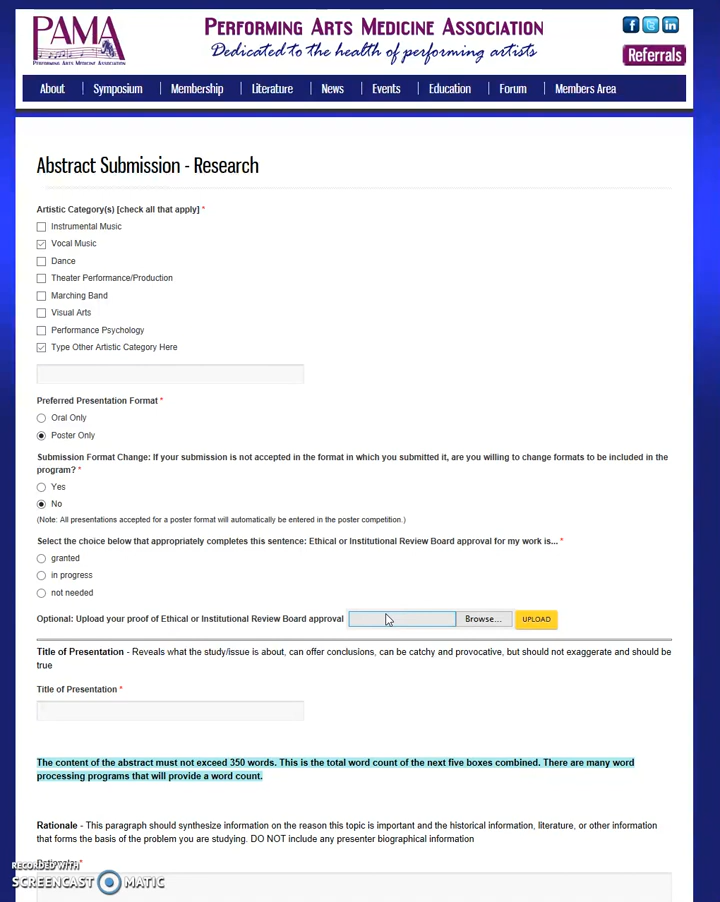 PAMA
PERFORMING ARTS MEDICINE ASSOCIATION
PERFORMING ARTS MEDICINE ASSOCIATION
Dedicated to the health of performing artists
Referrals
About
Symposium
Membership
Literature
News
Events
Education
Forum
Members Area
Abstract Submission - Research
Artistic Category(s) [check all that apply] *
Instrumental Music
Vocal Music
Dance
Theater Performance/Production
Marching Band
Visual Arts
Performance Psychology
Type Other Artistic Category Here
Preferred Presentation Format *
Oral Only
Poster Only
Submission Format Change: If your submission is not accepted in the format in which you submitted it, are you willing to change formats to be included in the
program? *
Yes
No
(Note: All presentations accepted for a poster format will automatically be entered in the poster competition.)
Select the choice below that appropriately completes this sentence: Ethical or Institutional Review Board approval for my work is... *
granted
in progress
not needed
Optional: Upload your proof of Ethical or Institutional Review Board approval
Browse...
UPLOAD
Title of Presentation - Reveals what the study/issue is about, can offer conclusions, can be catchy and provocative, but should not exaggerate and should be
true
Title of Presentation *
The content of the abstract must not exceed 350 words. This is the total word count of the next five boxes combined. There are many word
processing programs that will provide a word count.
Rationale - This paragraph should synthesize information on the reason this topic is important and the historical information, literature, or other information
that forms the basis of the problem you are studying. DO NOT include any presenter biographical information
RECORDED WITH
SCREENCAST MATIC